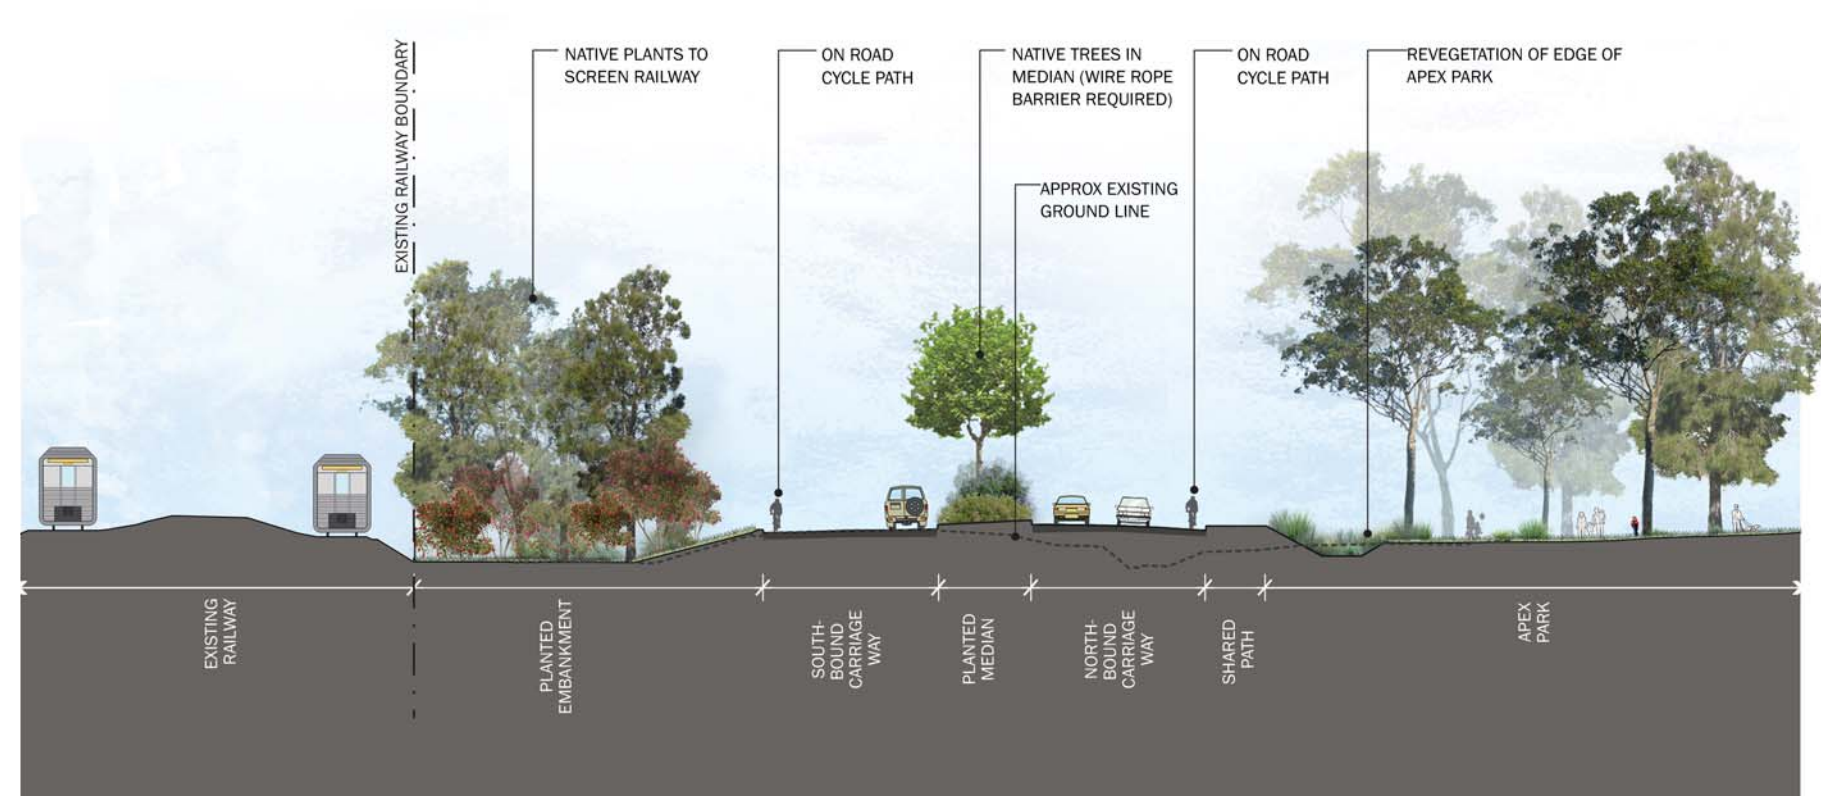 EXISTING RAILWAY BOUNDARY
NATIVE PLANTS TO
SCREEN RAILWAY
ON ROAD
CYCLE PATH
NATIVE TREES IN
MEDIAN (WIRE ROPE
BARRIER REQUIRED)
APPROX EXISTING
GROUND LINE
ON ROAD
CYCLE PATH
REVEGETATION OF EDGE OF
APEX PARK
EXISTING
RAILWAY
PLANTED
EMBANKMENT
SOUTH-
BOUND
CARRIAGE
WAY
PLANTED
MEDIAN
NORTH-
BOUND
CARRIAGE
WAY
SHARED
PATH
APEX
PARK